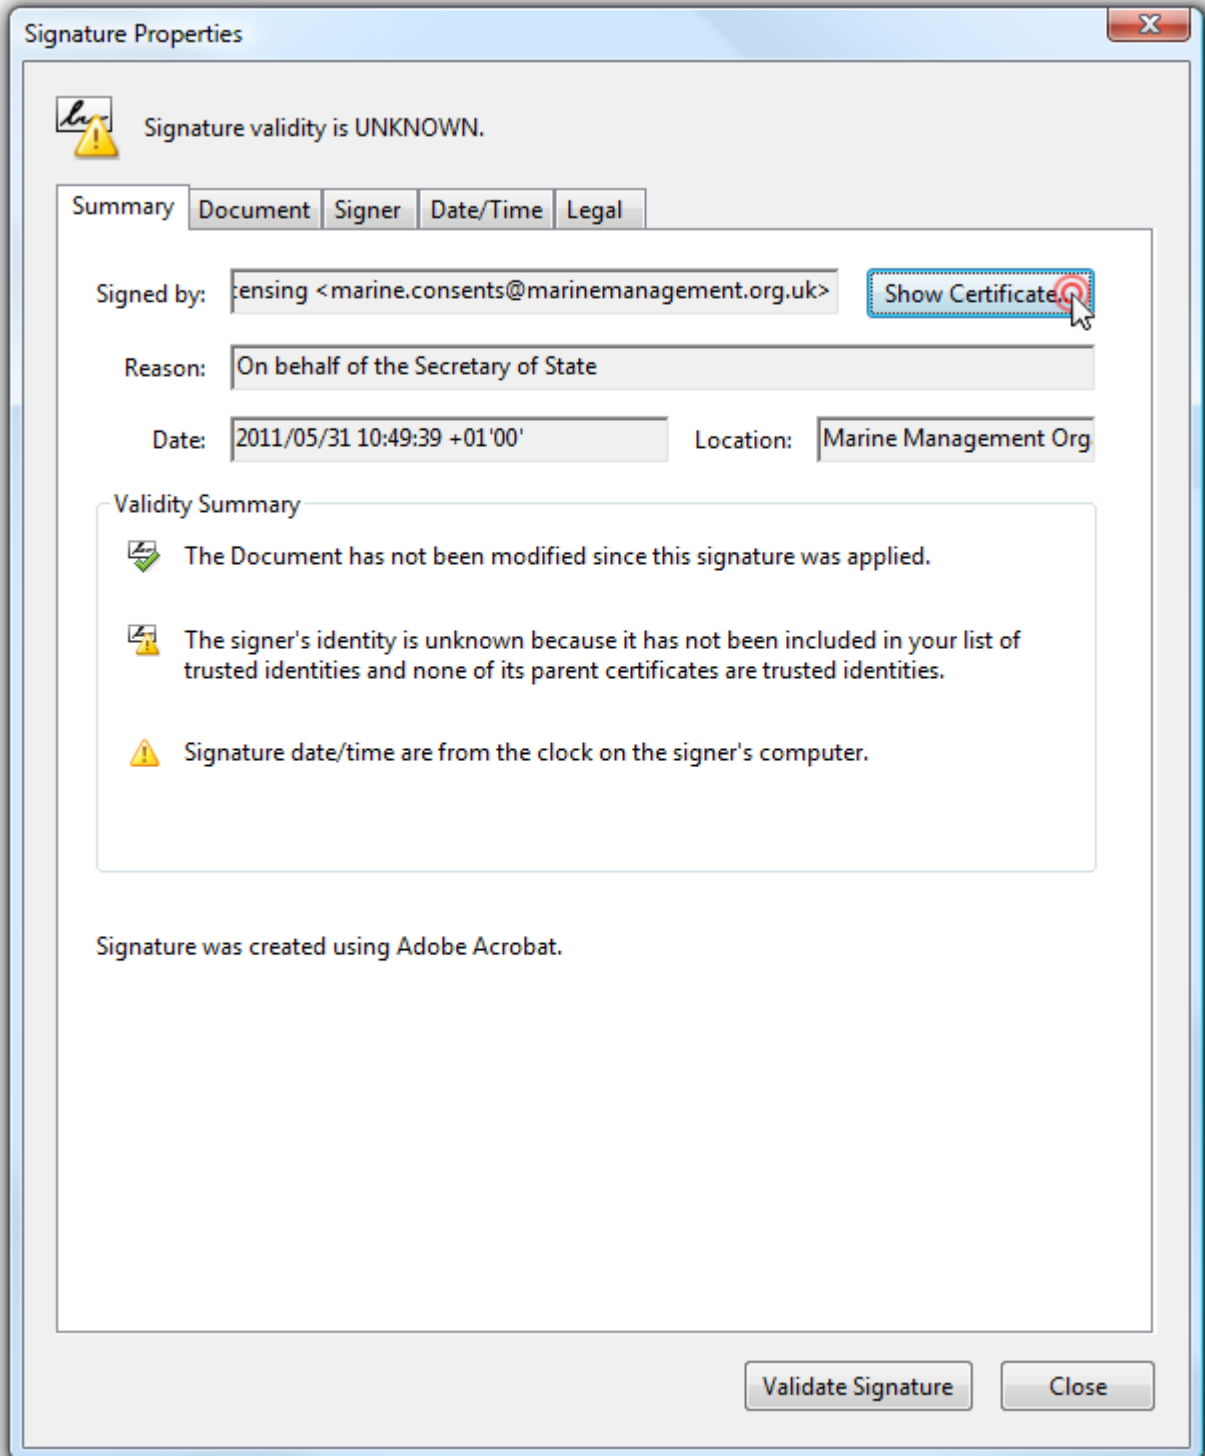 Signature Properties
Signature validity is UNKNOWN.
Summary Document Signer Date/Time Legal
Signed by: censing <marine.consents@marinemanagement.org.uk> Show Certificate...
Reason: On behalf of the Secretary of State
Date: 2011/05/31 10:49:39 +01'00' Location: Marine Management Org
Validity Summary
The Document has not been modified since this signature was applied.
The signer's identity is unknown because it has not been included in your list of
trusted identities and none of its parent certificates are trusted identities.
Signature date/time are from the clock on the signer's computer.
Signature was created using Adobe Acrobat.
Validate Signature Close